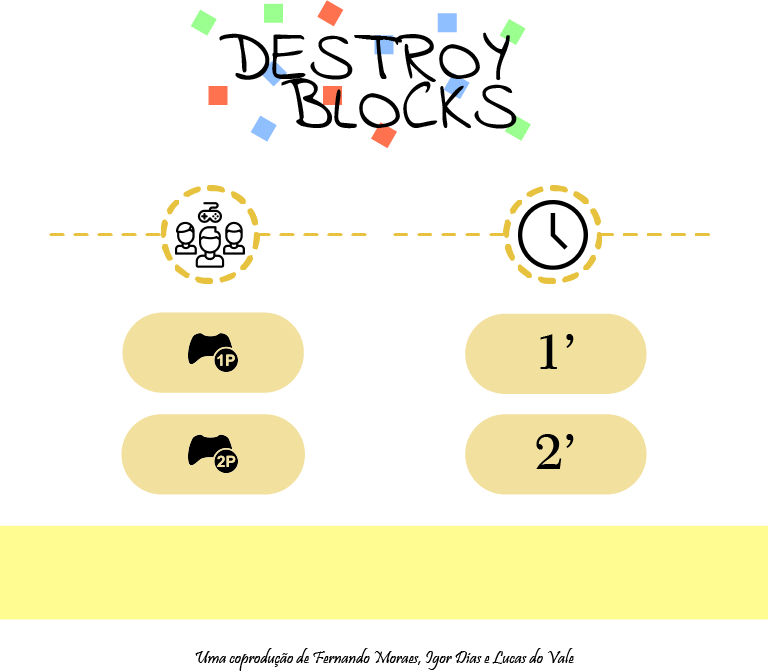 DESTROY
BLOCKS
1P
1’
2P
2’
Uma coprodução de Fernando Moraes, Igor Dias e Lucas do Vale